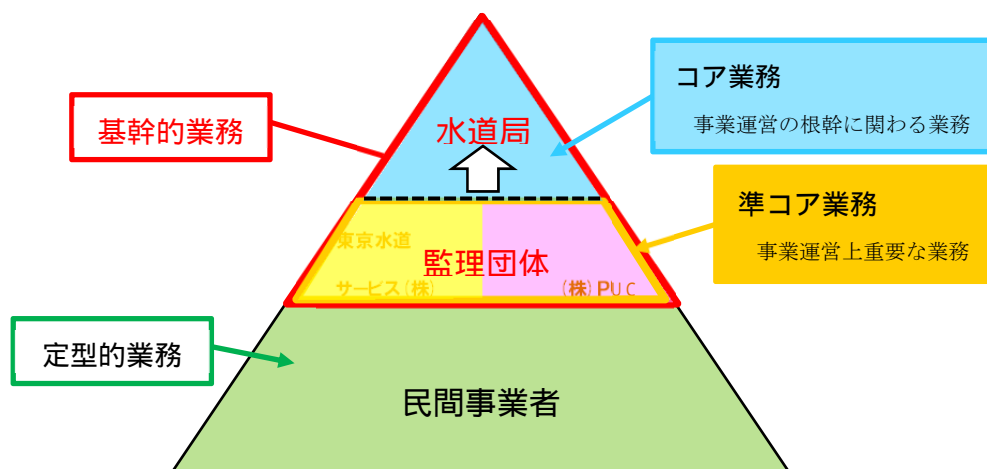 コア業務
事業運営の根幹に関わる業務
基幹的業務
水道局
準コア業務
事業運営上重要な業務
東京水道
サービス(株)
監理団体
(株)PUC
定型的業務
民間事業者